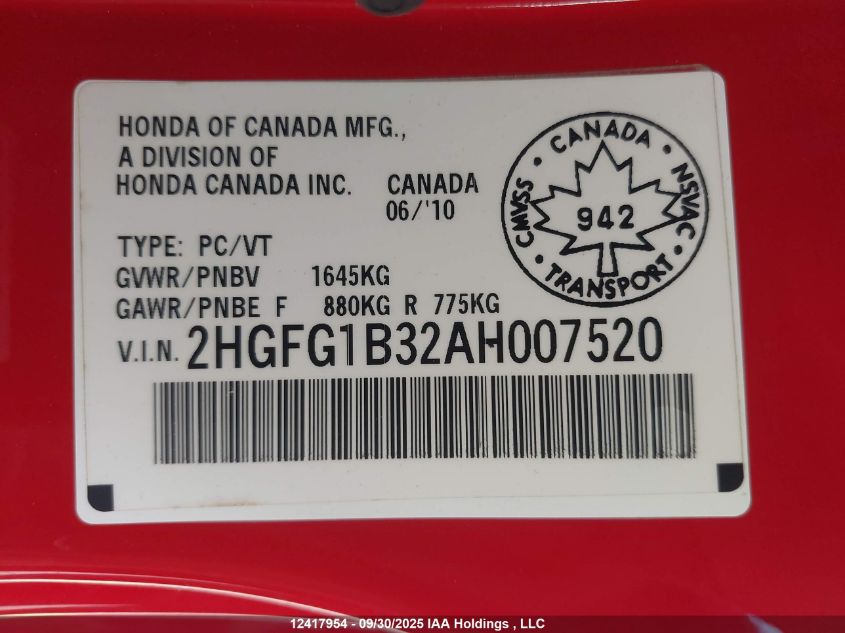 HONDA OF CANADA MFG.,
A DIVISION OF
HONDA CANADA INC. CANADA
06/'10
TYPE: PC/VT
GVWR/PNBV 1645KG
GAWR/PNBE F 880KG R 775KG
V.I.N. 2HGFG1B32AH007520
CMVSS • CANADA • NSVAC • TRANSPORT •
942
12417954 - 09/30/2025 IAA Holdings , LLC